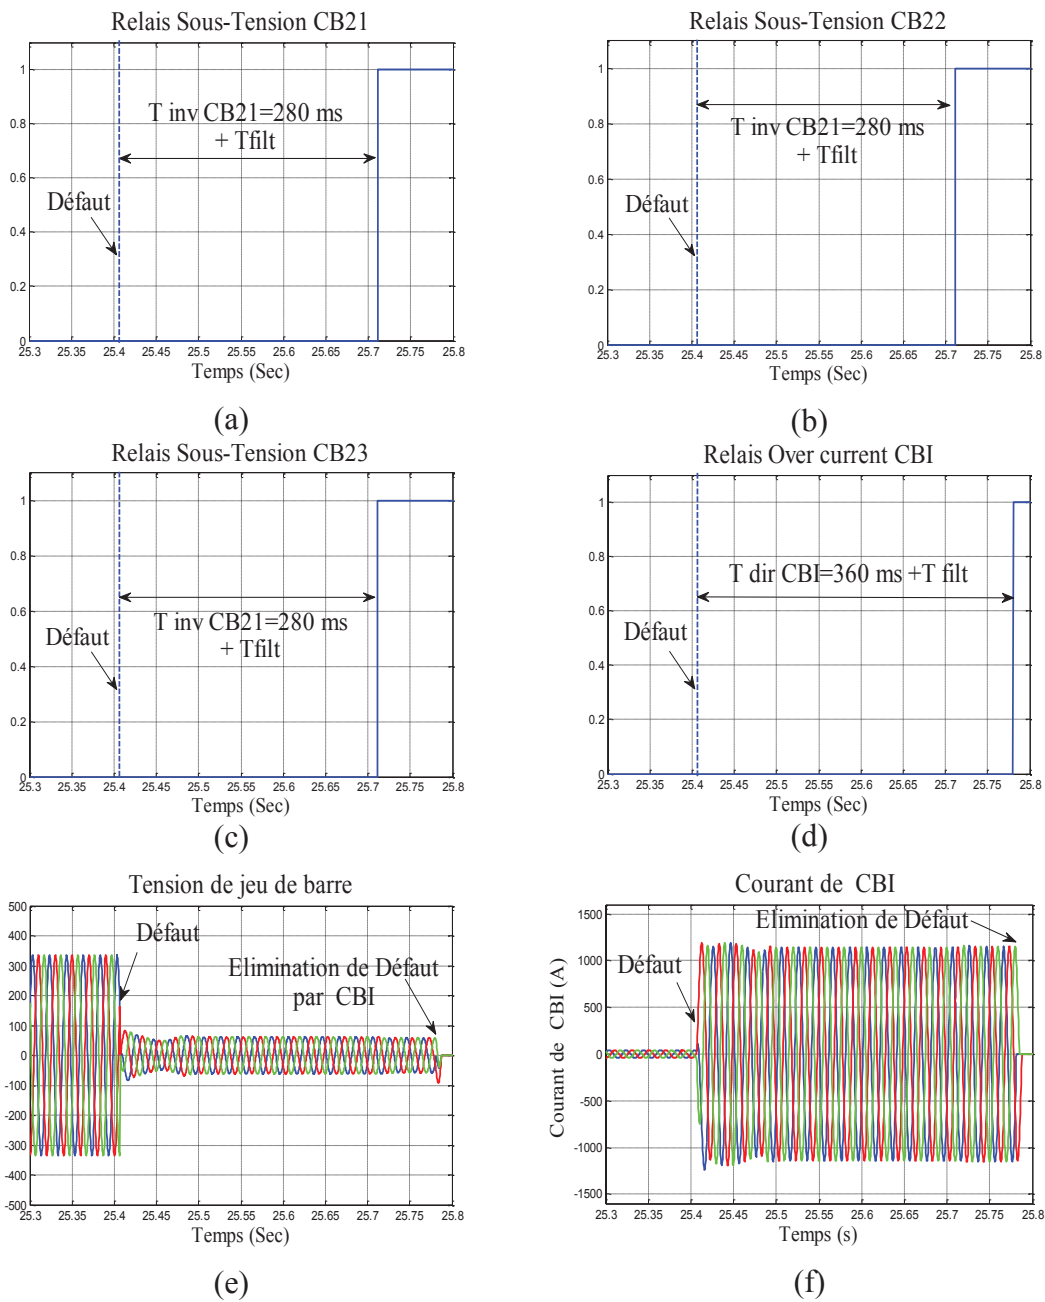 Relais Sous-Tension CB21
1
0.8
0.6
0.4
0.2
0
T inv CB21=280 ms
+ Tfilt
Défaut
25.3 25.35 25.4 25.45 25.5 25.55 25.6 25.65 25.7 25.75 25.8
Temps (Sec)
(a)
Relais Sous-Tension CB22
1
0.8
0.6
0.4
0.2
0
T inv CB21=280 ms
+ Tfilt
Défaut
25.3 25.35 25.4 25.45 25.5 25.55 25.6 25.65 25.7 25.75 25.8
Temps (Sec)
(b)
Relais Sous-Tension CB23
1
0.8
0.6
0.4
0.2
0
T inv CB21=280 ms
+ Tfilt
Défaut
25.3 25.35 25.4 25.45 25.5 25.55 25.6 25.65 25.7 25.75 25.8
Temps (Sec)
(c)
Relais Over current CBI
1
0.8
0.6
0.4
0.2
0
T dir CBI=360 ms +T filt
Défaut
25.3 25.35 25.4 25.45 25.5 25.55 25.6 25.65 25.7 25.75 25.8
Temps (Sec)
(d)
Tension de jeu de barre
500
400
300
200
100
0
-100
-200
-300
-400
-500
Défaut
Elimination de Défaut
par CBI
25.3 25.35 25.4 25.45 25.5 25.55 25.6 25.65 25.7 25.75 25.8
Temps (Sec)
(e)
Courant de CBI
Courant de CBI (A)
1500
1000
500
0
-500
-1000
-1500
Elimination de Défaut
Défaut
25.3 25.35 25.4 25.45 25.5 25.55 25.6 25.65 25.7 25.75 25.8
Temps (s)
(f)